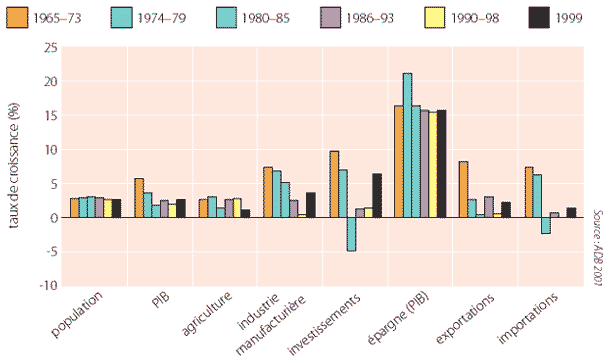 1965–73 1974–79 1980–85 1986–93 1990–98 1999
taux de croissance (%)
25
20
15
10
5
0
-5
-10
population
PIB
agriculture
industrie
manufacturière
investissements
épargne (PIB)
exportations
importations
Source : ADB 2001